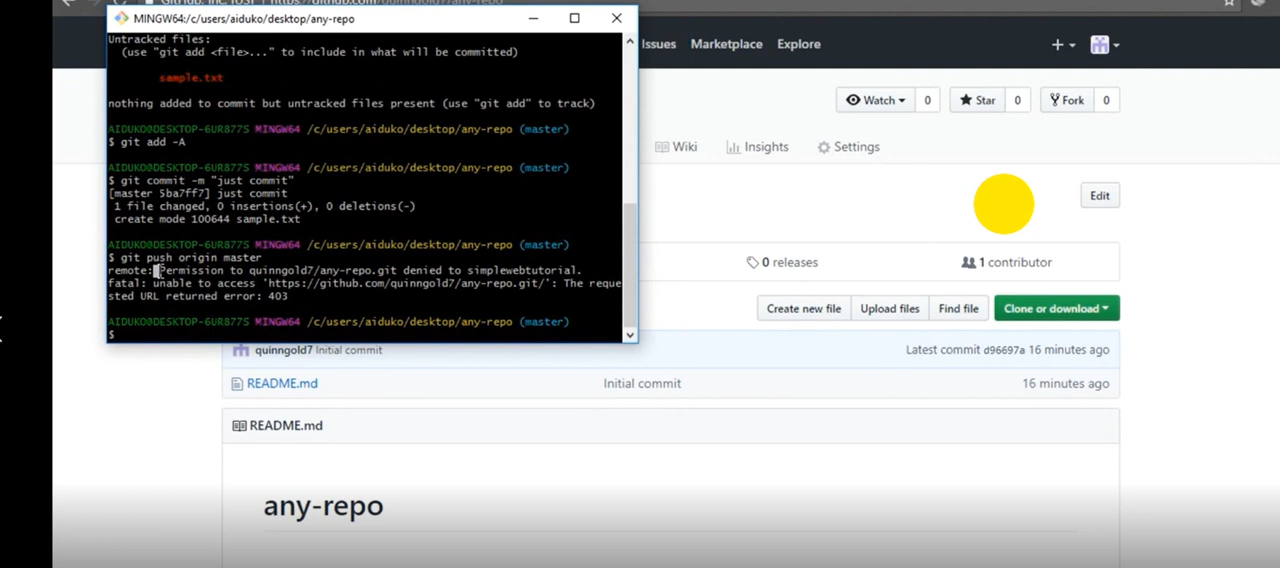 GitHub, Inc. [US] https://github.com/quinngold7/any-repo
MINGW64:/c/users/aiduko/desktop/any-repo
Untracked files:
(use "git add <file>..." to include in what will be committed)
sample.txt
nothing added to commit but untracked files present (use "git add" to track)
AIDUKO@DESKTOP-6UR877S MINGW64 /c/users/aiduko/desktop/any-repo (master)
$ git add -A
AIDUKO@DESKTOP-6UR877S MINGW64 /c/users/aiduko/desktop/any-repo (master)
$ git commit -m "just commit"
[master 5ba7ff7] just commit
1 file changed, 0 insertions(+), 0 deletions(-)
create mode 100644 sample.txt
AIDUKO@DESKTOP-6UR877S MINGW64 /c/users/aiduko/desktop/any-repo (master)
$ git push origin master
remote: Permission to quinngold7/any-repo.git denied to simplewebtutorial.
fatal: unable to access 'https://github.com/quinngold7/any-repo.git/': The reque
sted URL returned error: 403
AIDUKO@DESKTOP-6UR877S MINGW64 /c/users/aiduko/desktop/any-repo (master)
$
Issues Marketplace Explore
Watch 0 Star 0 Fork 0
Wiki Insights Settings
Edit
0 releases 1 contributor
Create new file Upload files Find file Clone or download
quinngold7 Initial commit Latest commit d96697a 16 minutes ago
README.md Initial commit 16 minutes ago
README.md
any-repo